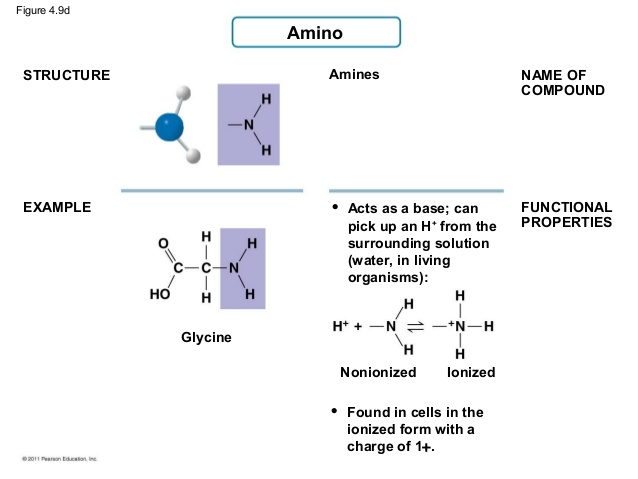 Figure 4.9d
Amino
STRUCTURE
H
—N
H
Amines
NAME OF
COMPOUND
EXAMPLE
O
H
H
C—C—N
HO
H
H
Glycine
• Acts as a base; can
pick up an H+ from the
surrounding solution
(water, in living
organisms):
H
H
H+ + —N ⇌ —+N—H
H
H
Nonionized Ionized
• Found in cells in the
ionized form with a
charge of 1+.
FUNCTIONAL
PROPERTIES
© 2011 Pearson Education, Inc.